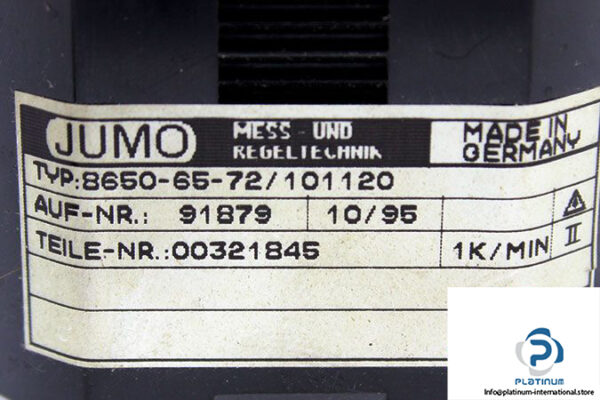 JUMO MESS - UND REGELTECHNIK MADE IN GERMANY
TYP:8650-65-72/101120
AUF-NR.: 91879 10/95
TEILE-NR.:00321845 1K/MIN II
PLATINUM
Info@platinum-international.store